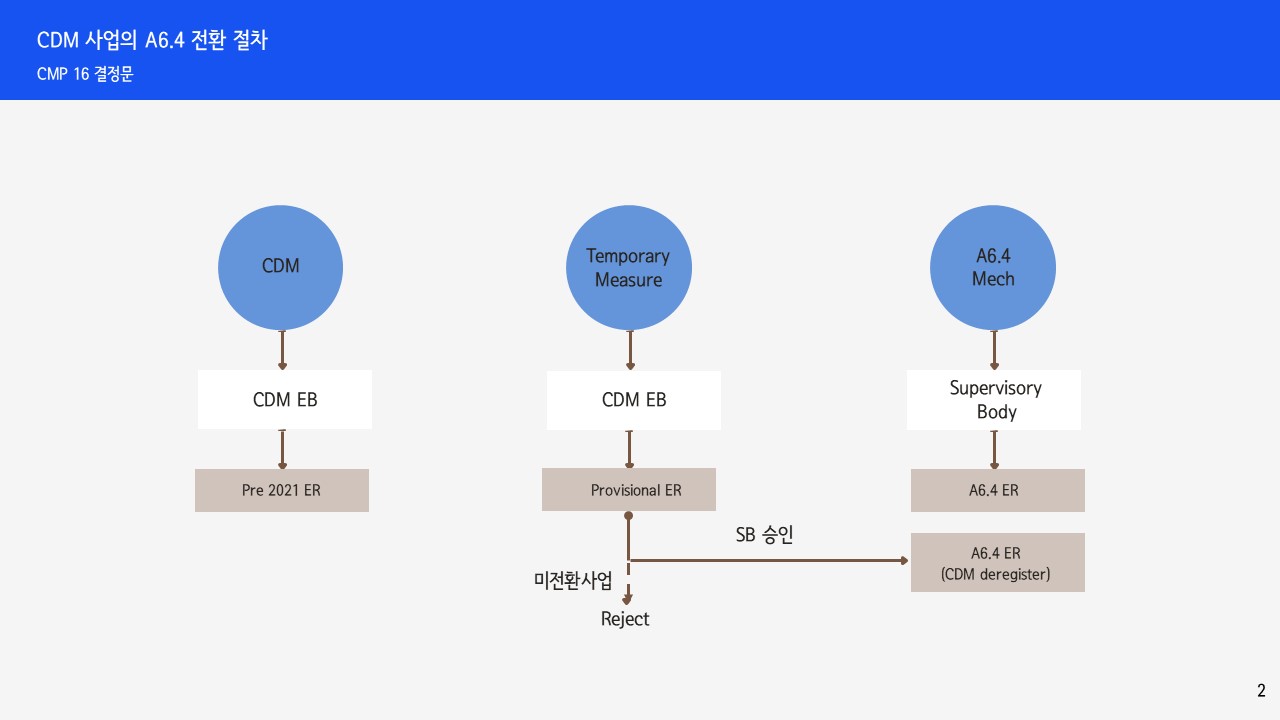 CDM 사업의 A6.4 전환 절차
CMP 16 결정문
CDM
Temporary
Measure
A6.4
Mech
CDM EB
CDM EB
Supervisory
Body
Pre 2021 ER
Provisional ER
A6.4 ER
SB 승인
A6.4 ER
(CDM deregister)
미전환사업
Reject
2